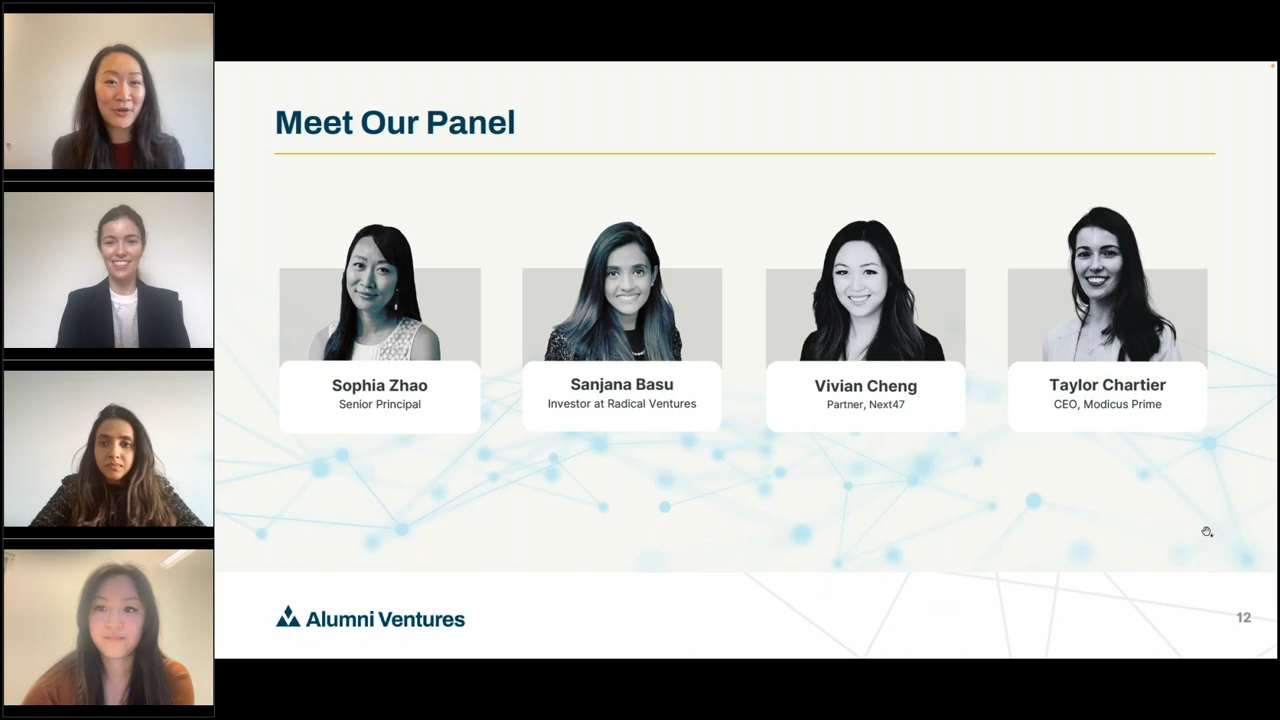 Meet Our Panel
Sophia Zhao
Senior Principal
Sanjana Basu
Investor at Radical Ventures
Vivian Cheng
Partner, Next47
Taylor Chartier
CEO, Modicus Prime
Alumni Ventures
12